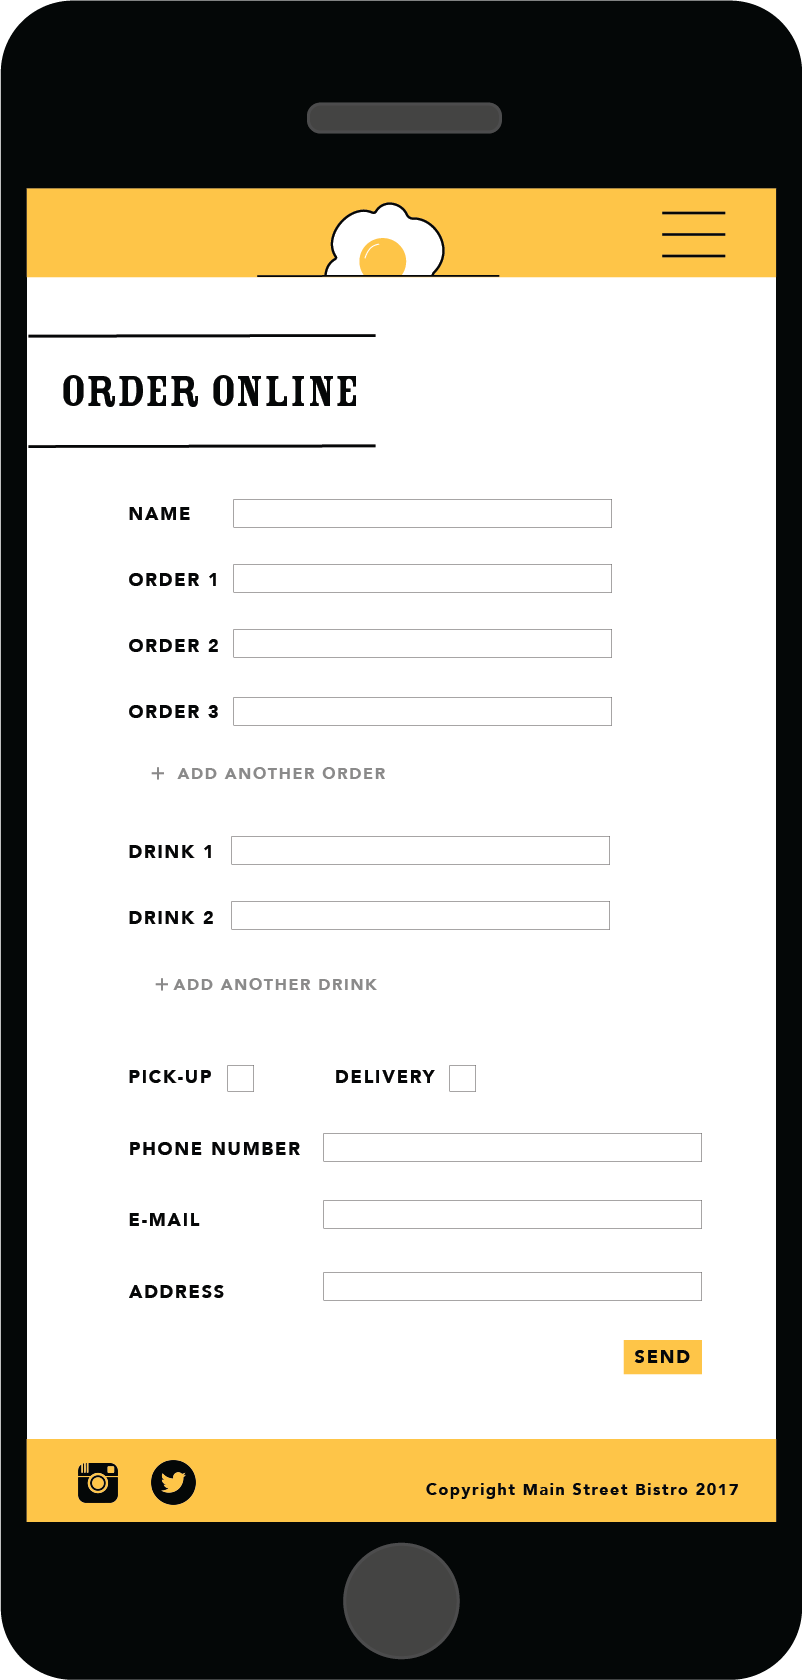 ORDER ONLINE
NAME
ORDER 1
ORDER 2
ORDER 3
+ ADD ANOTHER ORDER
DRINK 1
DRINK 2
+ ADD ANOTHER DRINK
PICK-UP DELIVERY
PHONE NUMBER
E-MAIL
ADDRESS
SEND
Copyright Main Street Bistro 2017